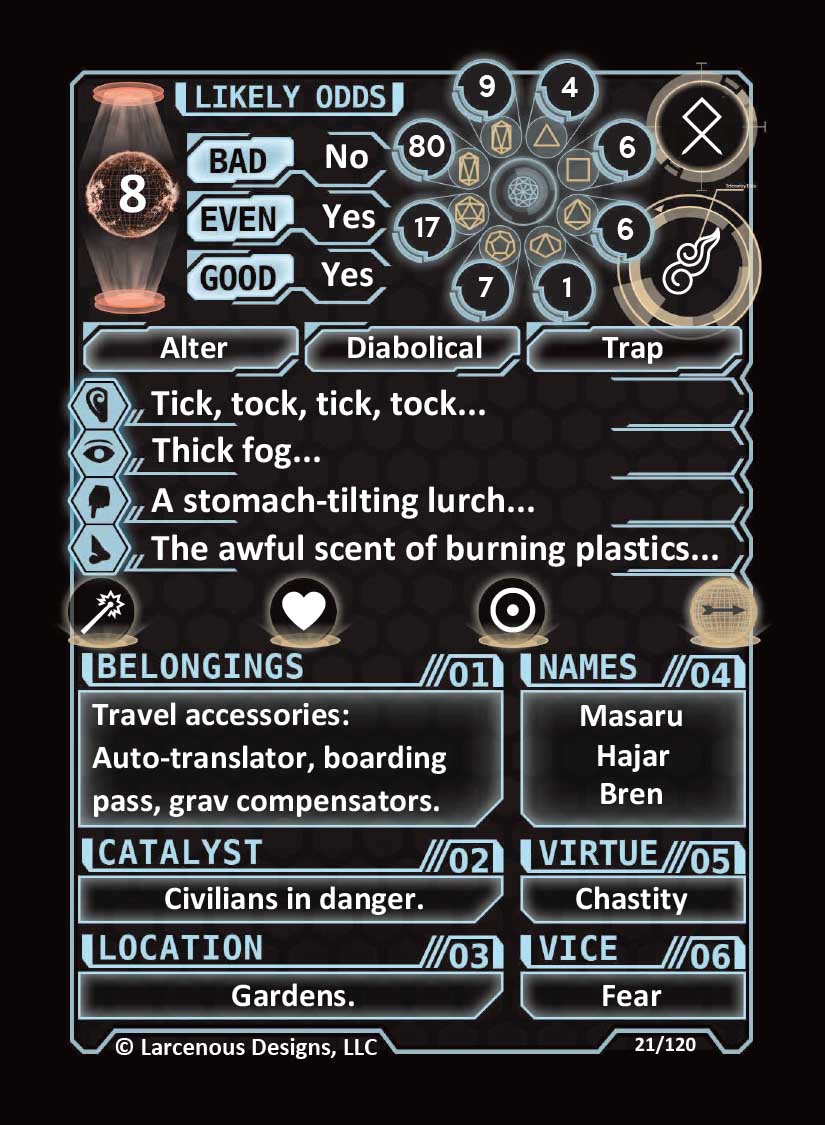 LIKELY ODDS
8
BAD No
EVEN Yes
GOOD Yes
9
4
80
6
17
6
7
1
Alter
Diabolical
Trap
Tick, tock, tick, tock...
Thick fog...
A stomach-tilting lurch...
The awful scent of burning plastics...
BELONGINGS ///01
Travel accessories:
Auto-translator, boarding
pass, grav compensators.
NAMES ///04
Masaru
Hajar
Bren
CATALYST ///02
Civilians in danger.
VIRTUE ///05
Chastity
LOCATION ///03
Gardens.
VICE ///06
Fear
© Larcenous Designs, LLC
21/120